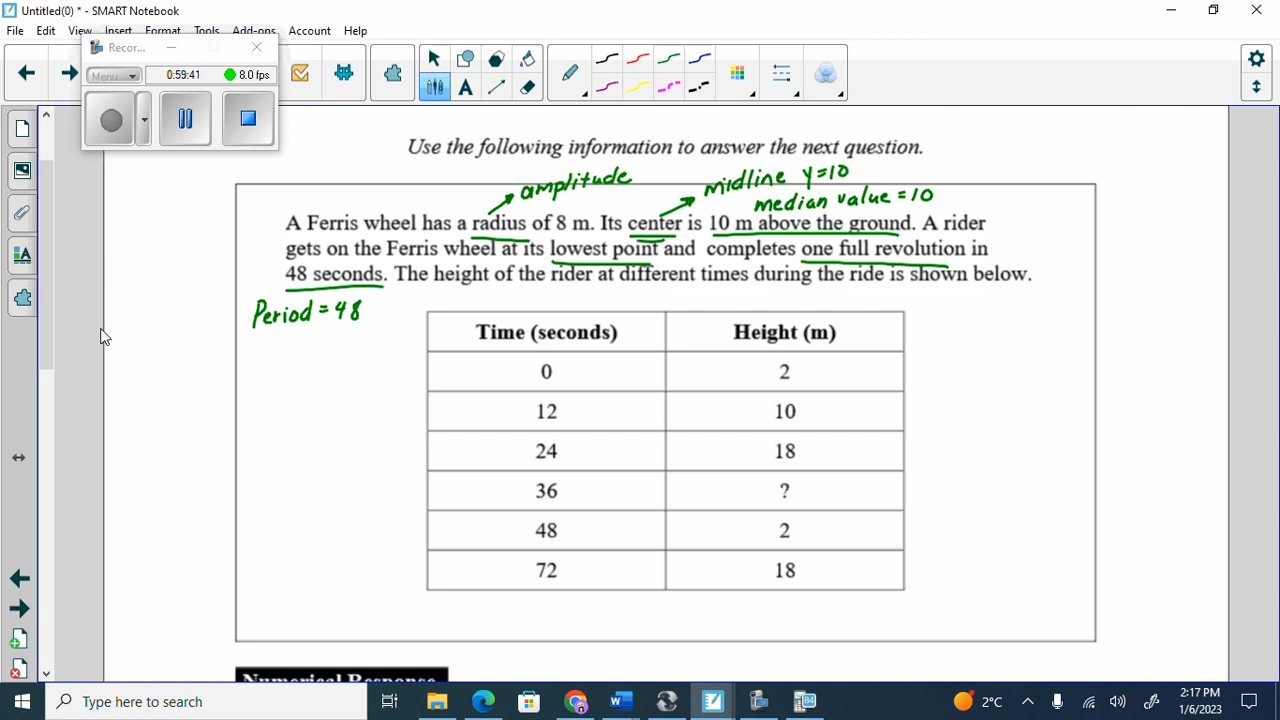 Untitled(0) * - SMART Notebook
File Edit View Insert Format Tools Add-ons Account Help
Recor...
Menu 0:59:41 8.0 fps
Use the following information to answer the next question.
amplitude
midline y=10
median value = 10
A Ferris wheel has a radius of 8 m. Its center is 10 m above the ground. A rider
gets on the Ferris wheel at its lowest point and completes one full revolution in
48 seconds. The height of the rider at different times during the ride is shown below.
Period = 48
Time (seconds) Height (m)
0 2
12 10
24 18
36 ?
48 2
72 18
Numerical Response
Type here to search
2°C
2:17 PM
1/6/2023